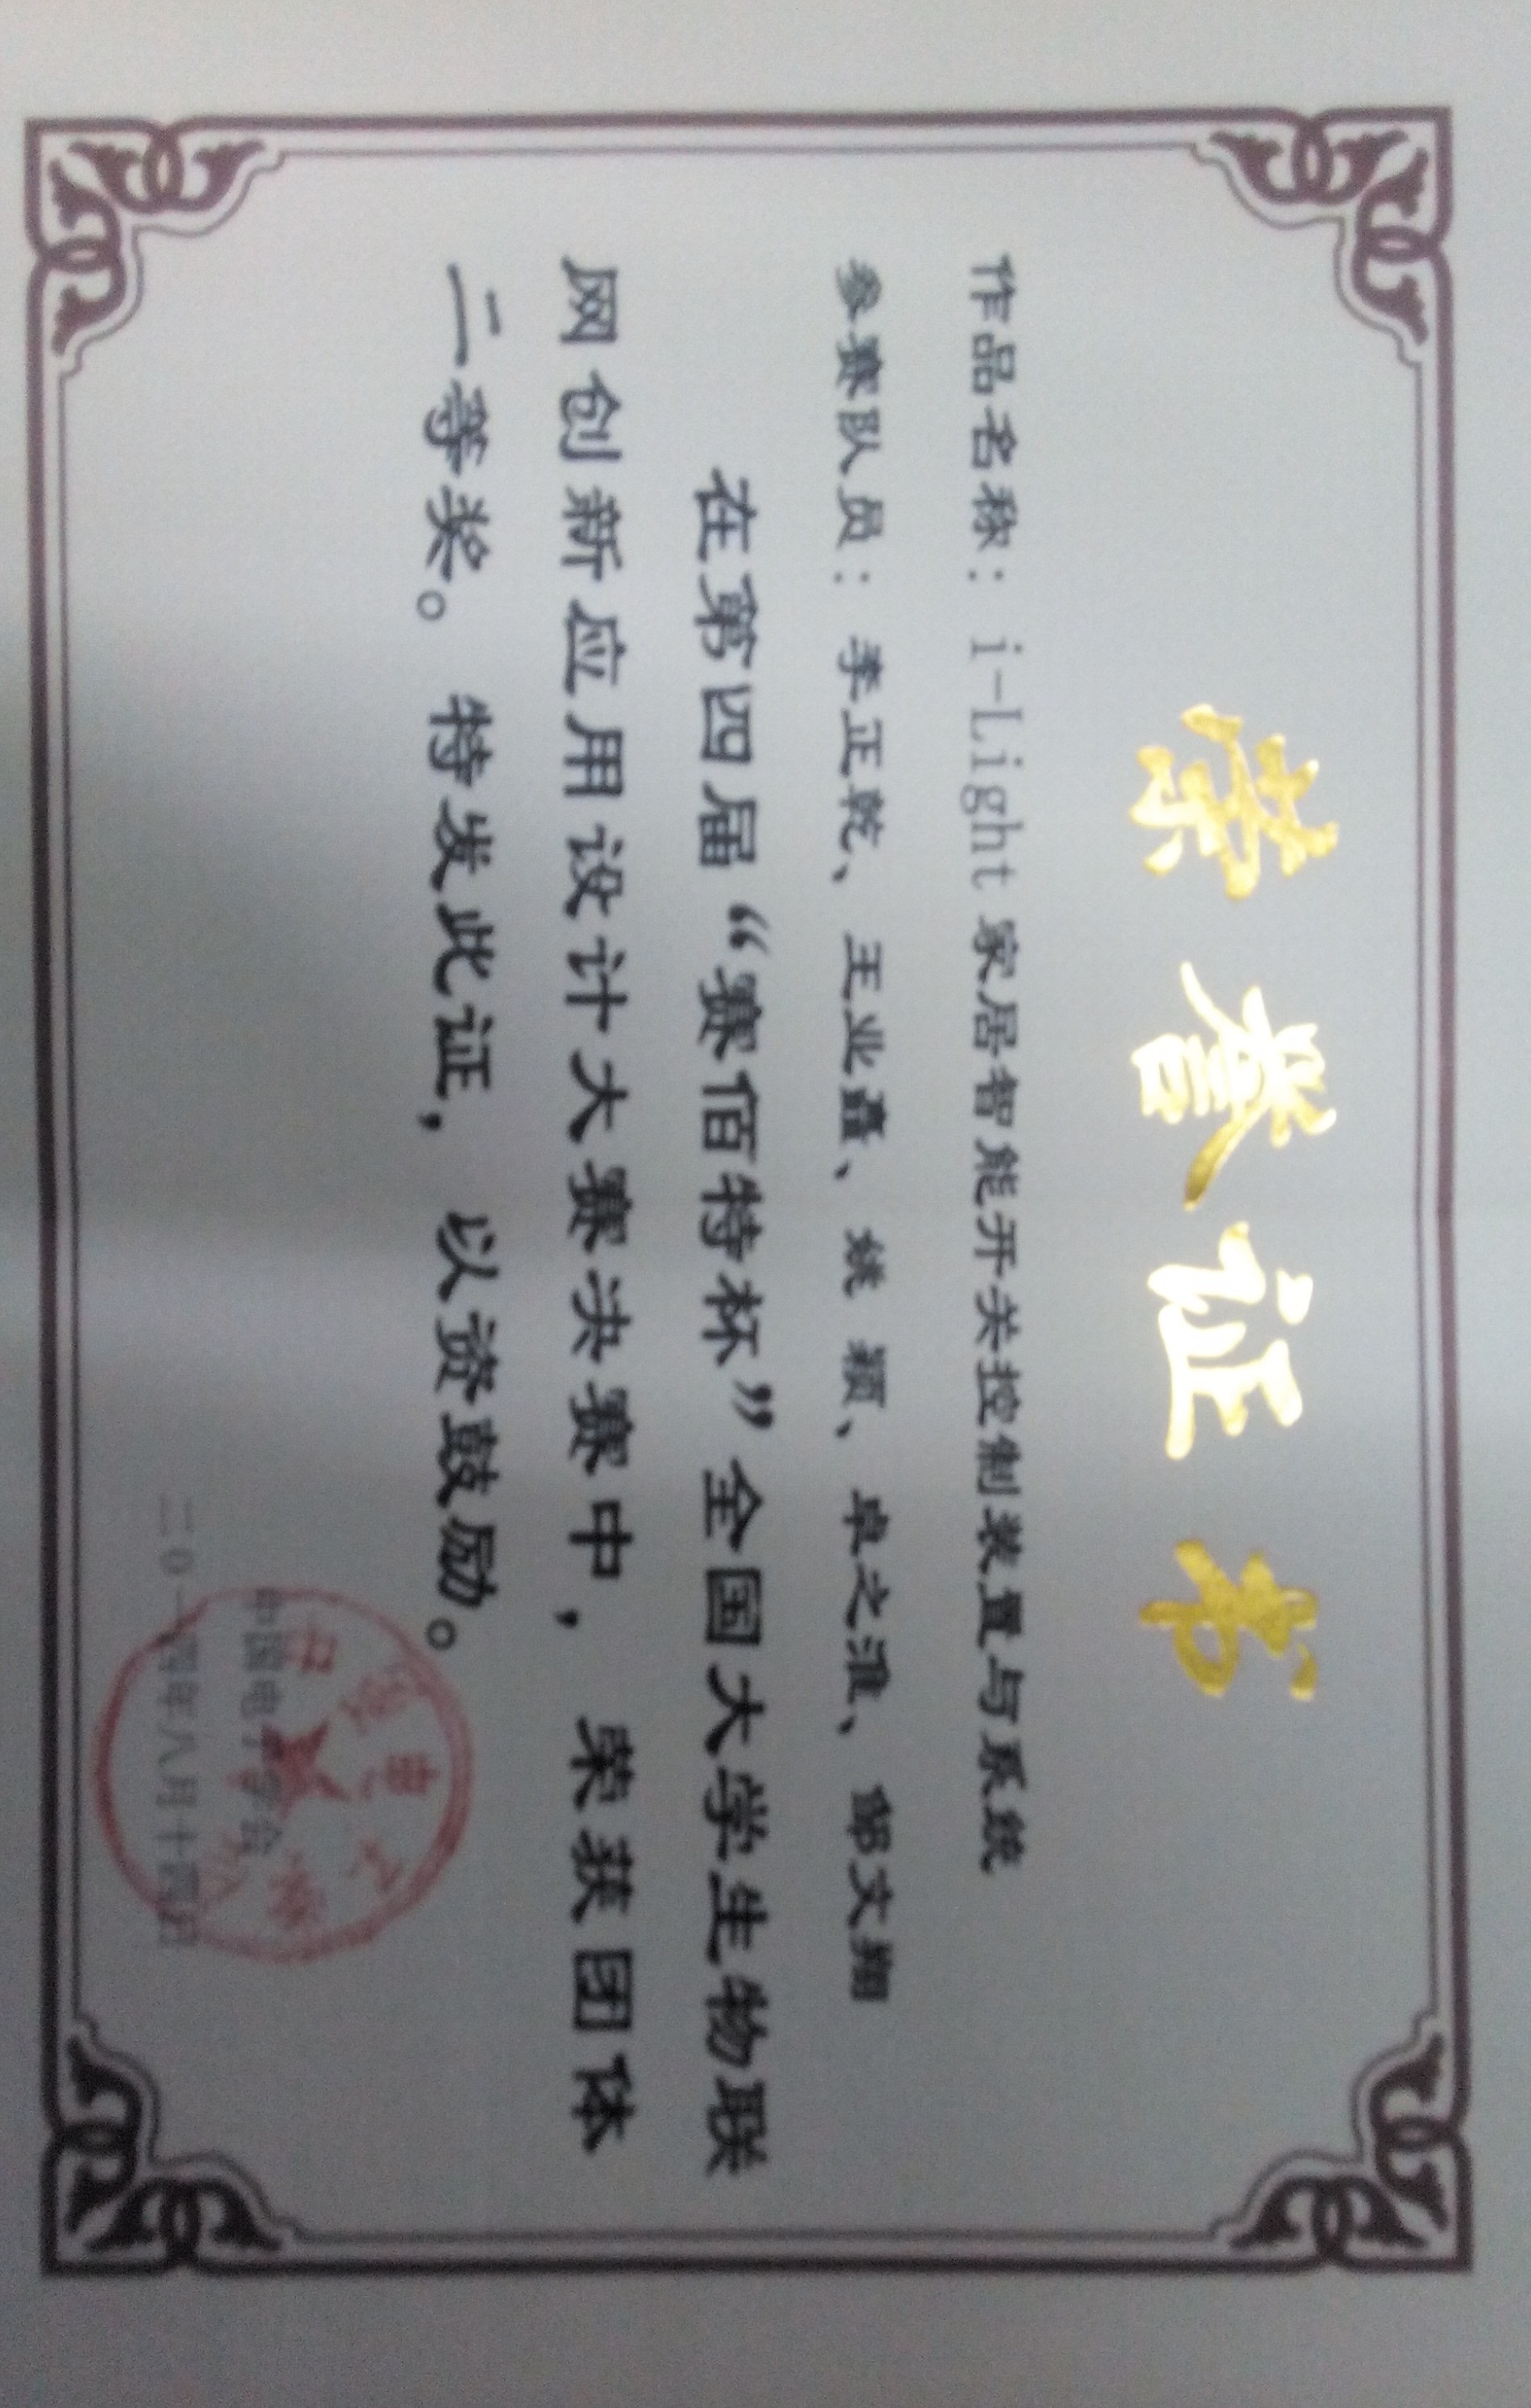 荣誉证书
作品名称：i-Light 家居智能开关控制装置与系统
参赛队员：李正乾、王业矗、姚 颖、卓之淮、邹文翔
在第四届“赛佰特杯”全国大学生物联
网创新应用设计大赛决赛中，荣获团体
二等奖。特发此证，以资鼓励。
中国电子学会
二〇一四年八月十四日